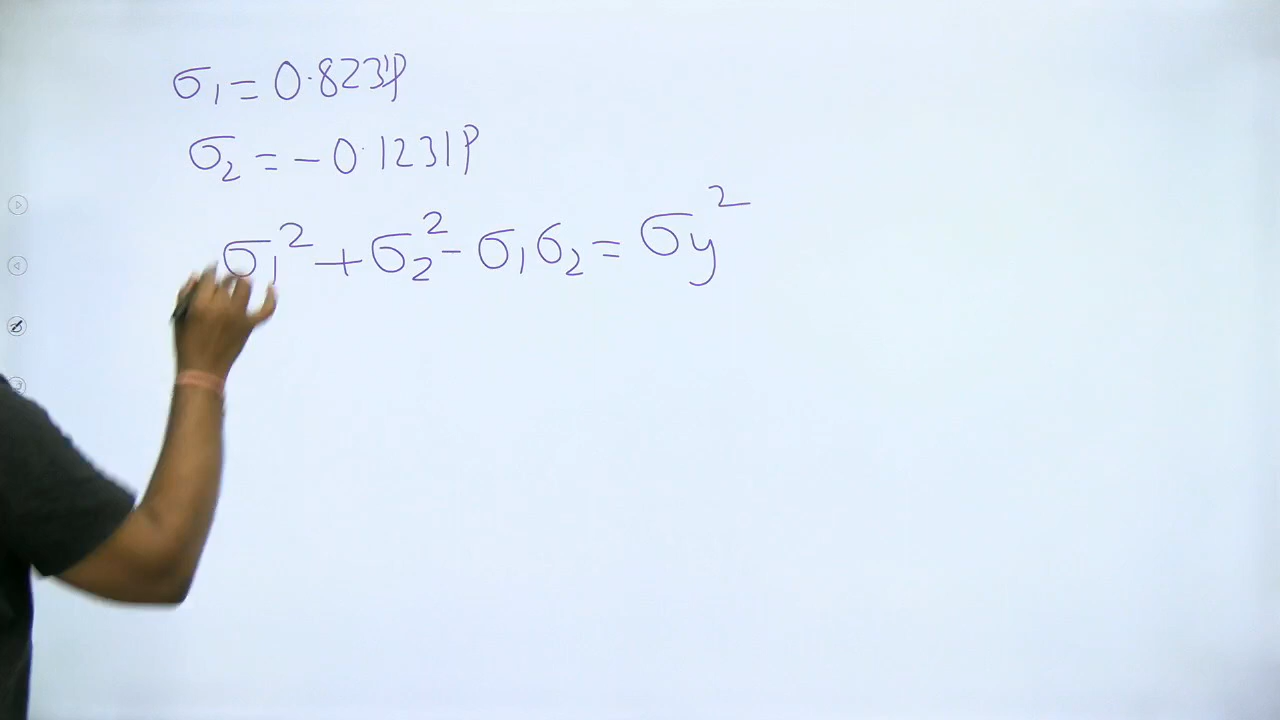 σ₁ = 0.8231P
σ₂ = -0.1231P
σ₁² + σ₂² - σ₁σ₂ = σy²